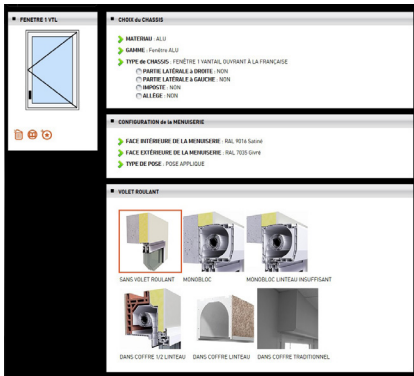 FENETRE 1 VTL
CHOIX du CHASSIS
MATERIAU : ALU
GAMME : Fenêtre ALU
TYPE de CHASSIS : FENÊTRE 1 VANTAIL OUVRANT À LA FRANÇAISE
PARTIE LATÉRALE à DROITE : NON
PARTIE LATÉRALE à GAUCHE : NON
IMPOSTE : NON
ALLÈGE : NON
CONFIGURATION de la MENUISERIE
FACE INTÉRIEURE DE LA MENUISERIE : RAL 9016 Satiné
FACE EXTÉRIEURE DE LA MENUISERIE : RAL 7035 Givré
TYPE DE POSE : POSE APPLIQUE
VOLET ROULANT
SANS VOLET ROULANT MONOBLOC MONOBLOC LINTEAU INSUFFISANT
DANS COFFRE 1/2 LINTEAU DANS COFFRE LINTEAU DANS COFFRE TRADITIONNEL